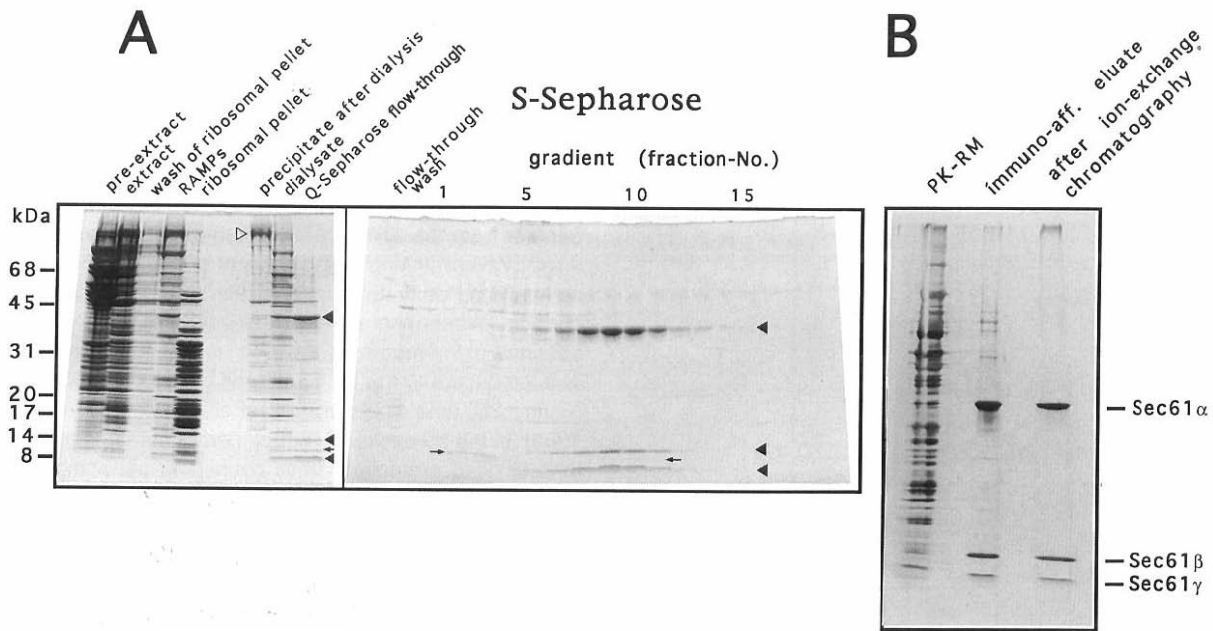 A
pre-extract
extract
wash of ribosomal pellet
RAMPs
ribosomal pellet
precipitate after dialysis
dialysate
Q-Sepharose flow-through
S-Sepharose
flow-through
wash
gradient (fraction-No.)
1 5 10 15
kDa
68
45
31
20
17
14
8
B
PK-RM
immuno-aff. eluate
after ion-exchange
chromatography
Sec61α
Sec61β
Sec61γ